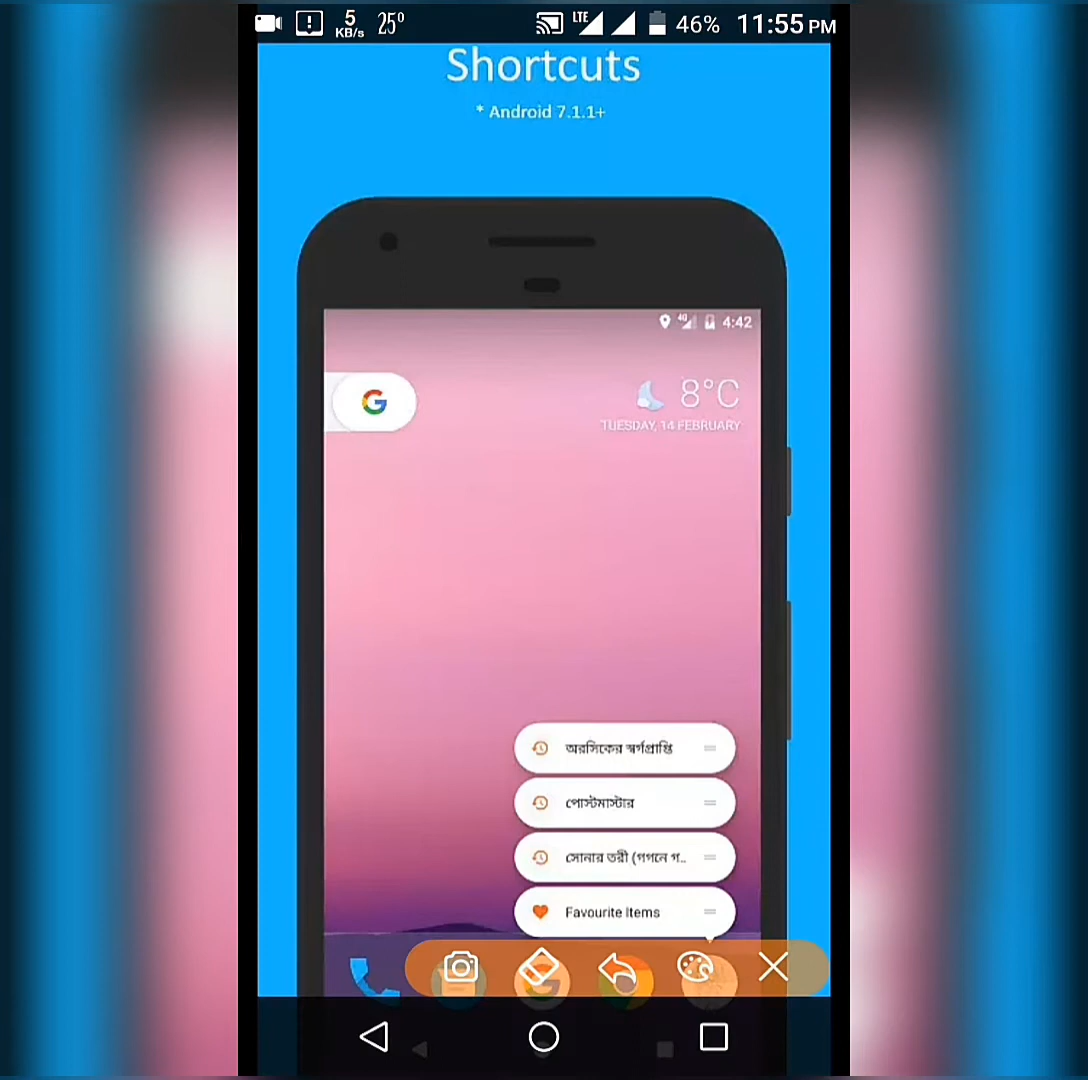 5 KB/s 25° LTE 46% 11:55 PM
Shortcuts
* Android 7.1.1+
4G 4:42
8°C
TUESDAY, 14 FEBRUARY
অরসিকের স্বর্গপ্রাপ্তি
পোস্টমাস্টার
সোনার তরী (গগনে গ..
Favourite Items